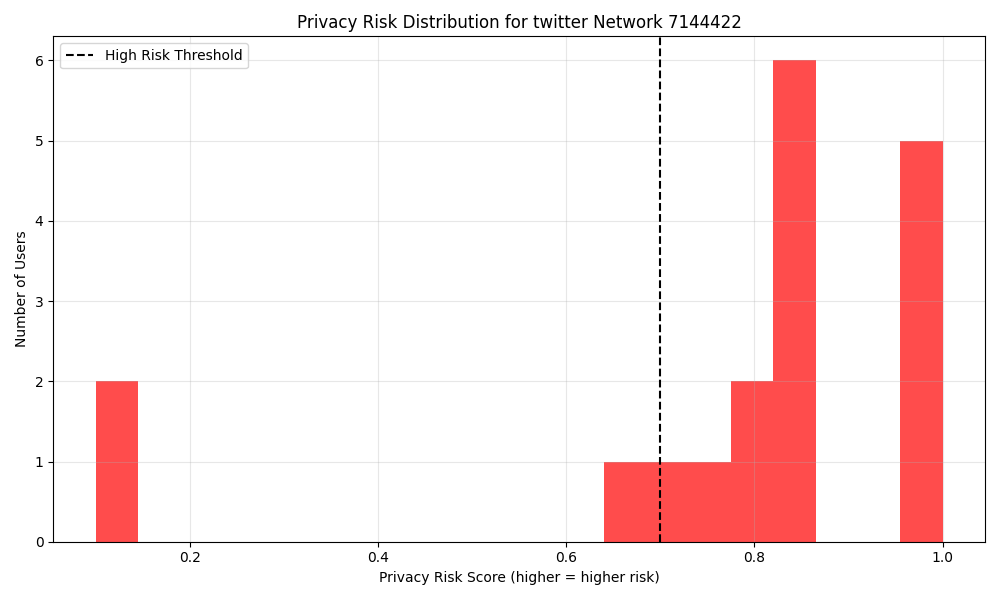 Privacy Risk Distribution for twitter Network 7144422
High Risk Threshold
Number of Users
6
5
4
3
2
1
0
0.2 0.4 0.6 0.8 1.0
Privacy Risk Score (higher = higher risk)